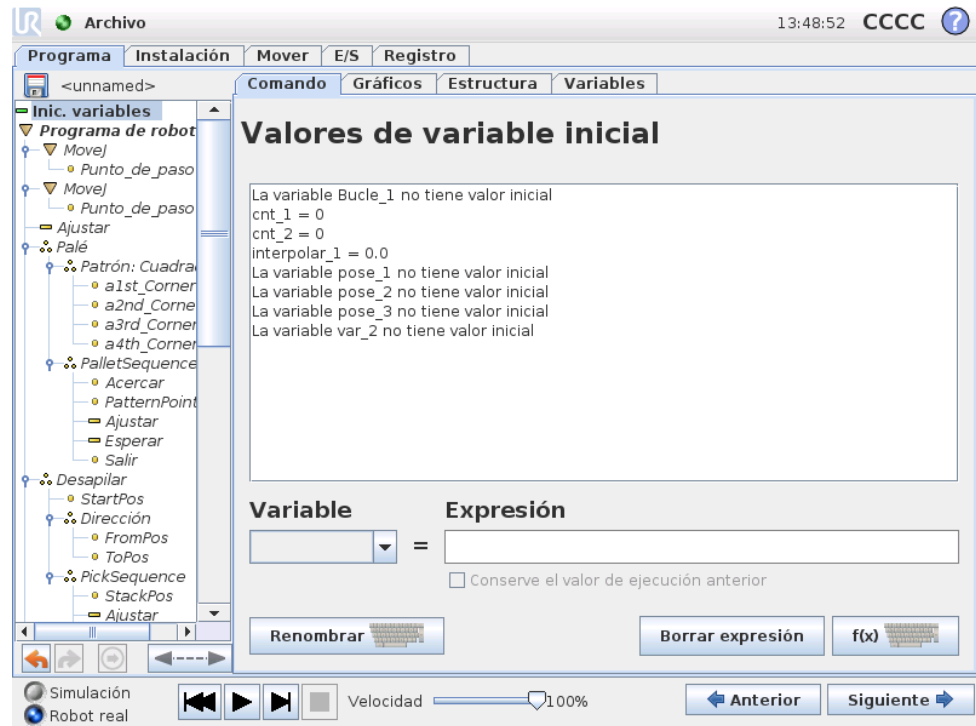 UR Archivo 13:48:52 CCCC ?
Programa Instalación Mover E/S Registro
<unnamed>
Comando Gráficos Estructura Variables
Inic. variables
Programa de robot
MoveJ
Punto_de_paso
MoveJ
Punto_de_paso
Ajustar
Palé
Patrón: Cuadra
a1st_Corner
a2nd_Corne
a3rd_Corner
a4th_Corner
PalletSequence
Acercar
PatternPoint
Ajustar
Esperar
Salir
Desapilar
StartPos
Dirección
FromPos
ToPos
PickSequence
StackPos
Ajustar
Valores de variable inicial
La variable Bucle_1 no tiene valor inicial
cnt_1 = 0
cnt_2 = 0
interpolar_1 = 0.0
La variable pose_1 no tiene valor inicial
La variable pose_2 no tiene valor inicial
La variable pose_3 no tiene valor inicial
La variable var_2 no tiene valor inicial
Variable Expresión
=
Conserve el valor de ejecución anterior
Renombrar Borrar expresión f(x)
Simulación
Robot real
Velocidad 100%
Anterior Siguiente